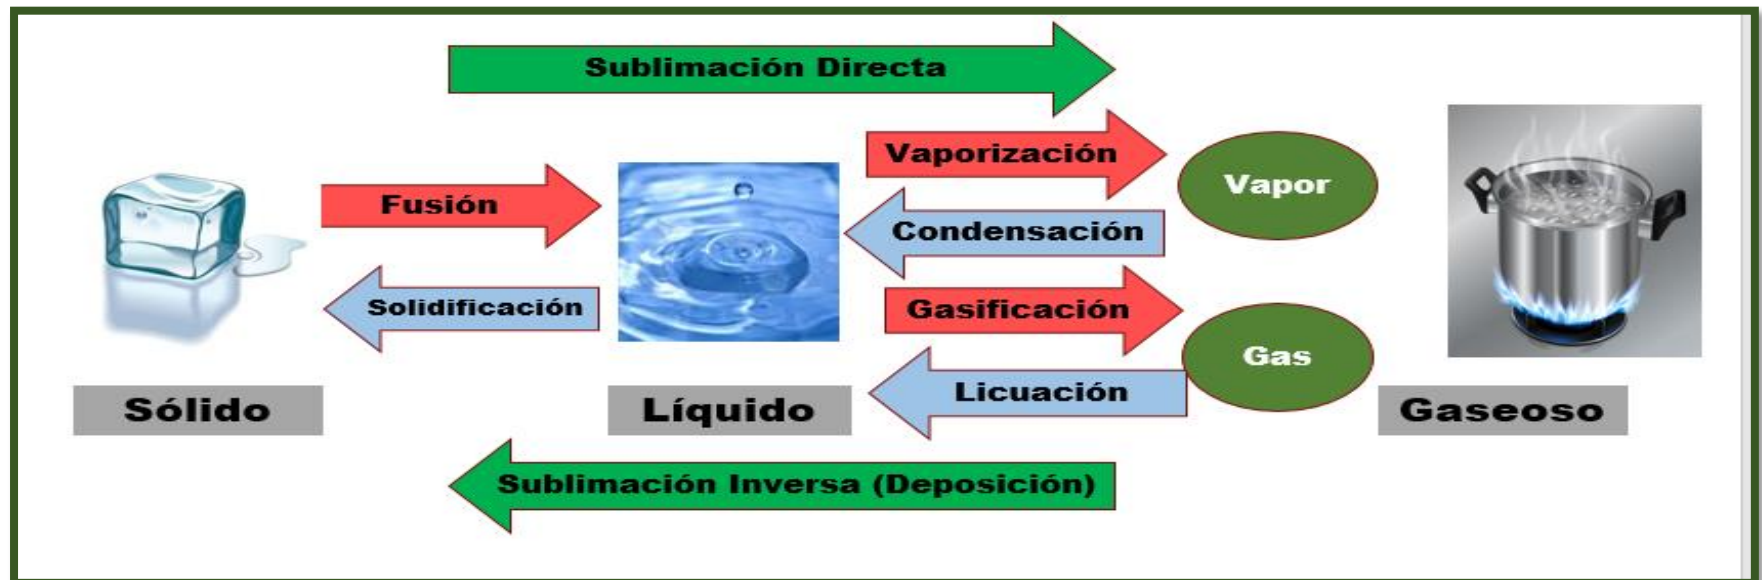 Sublimación Directa
Vaporización
Vapor
Fusión
Condensación
Solidificación
Gasificación
Gas
Licuación
Sólido
Líquido
Gaseoso
Sublimación Inversa (Deposición)